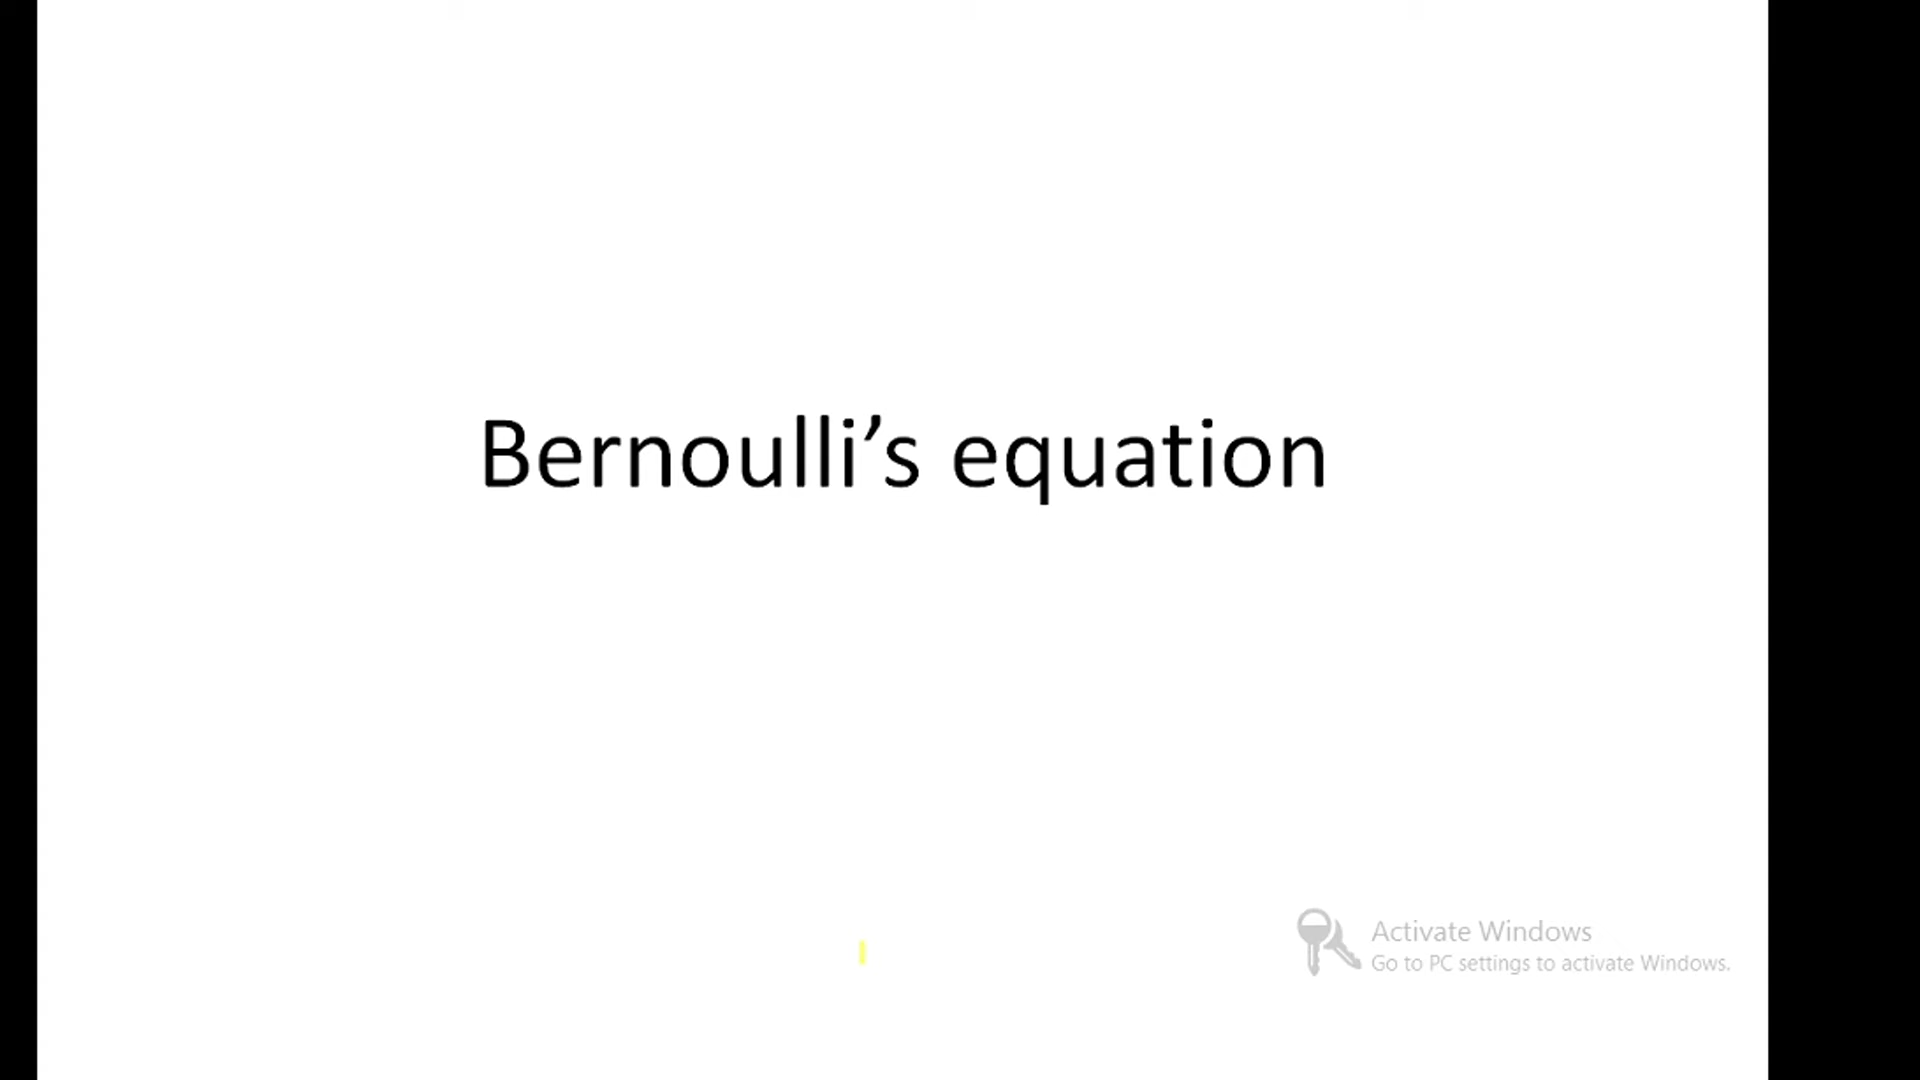 Bernoulli’s equation
Activate Windows
Go to PC settings to activate Windows.